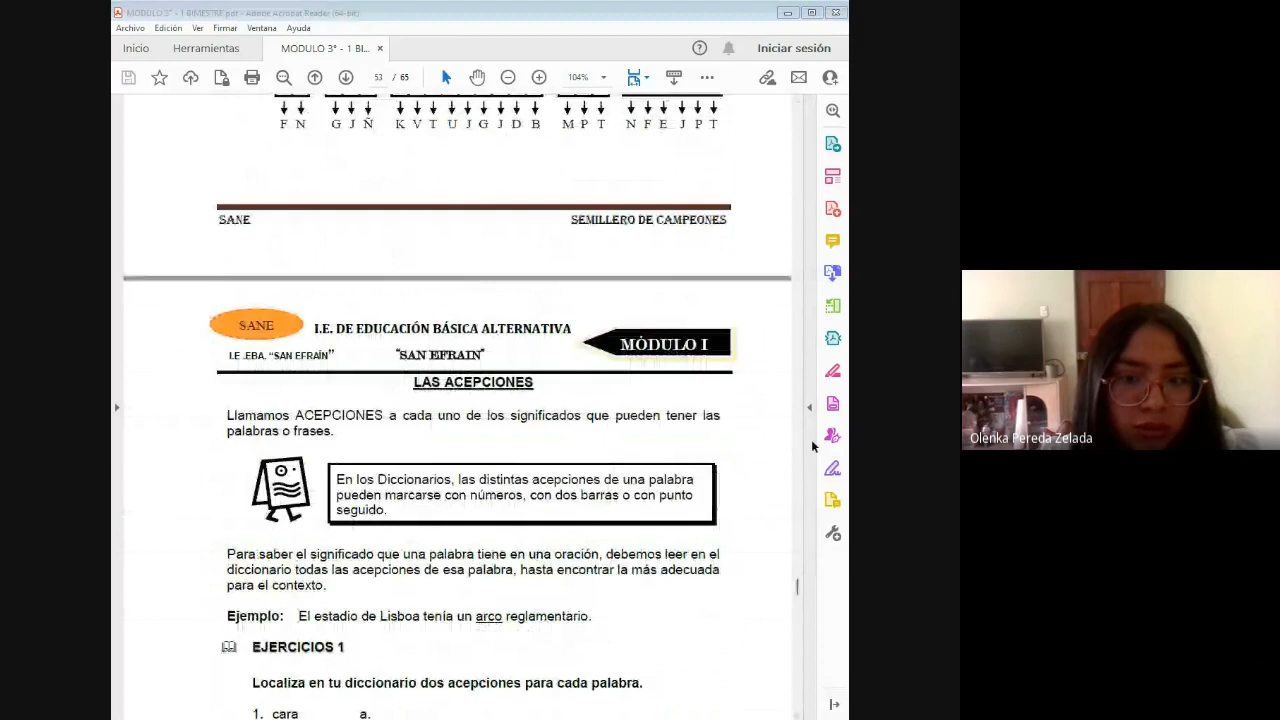 MODULO 3° - 1 BIMESTRE.pdf - Adobe Acrobat Reader (64-bit)
Archivo Edición Ver Firmar Ventana Ayuda
Inicio Herramientas MODULO 3° - 1 BI... × Iniciar sesión
53 / 65 104%
F N G J Ñ K V T U J G J D B M P T N F E J P T
SANE SEMILLERO DE CAMPEONES
SANE I.E. DE EDUCACIÓN BÁSICA ALTERNATIVA MÓDULO I
I.E .EBA. "SAN EFRAÍN" "SAN EFRAIN"
LAS ACEPCIONES
Llamamos ACEPCIONES a cada uno de los significados que pueden tener las
palabras o frases.
En los Diccionarios, las distintas acepciones de una palabra
pueden marcarse con números, con dos barras o con punto
seguido.
Para saber el significado que una palabra tiene en una oración, debemos leer en el
diccionario todas las acepciones de esa palabra, hasta encontrar la más adecuada
para el contexto.
Ejemplo: El estadio de Lisboa tenía un arco reglamentario.
EJERCICIOS 1
Localiza en tu diccionario dos acepciones para cada palabra.
1. cara a.
Olenka Pereda Zelada